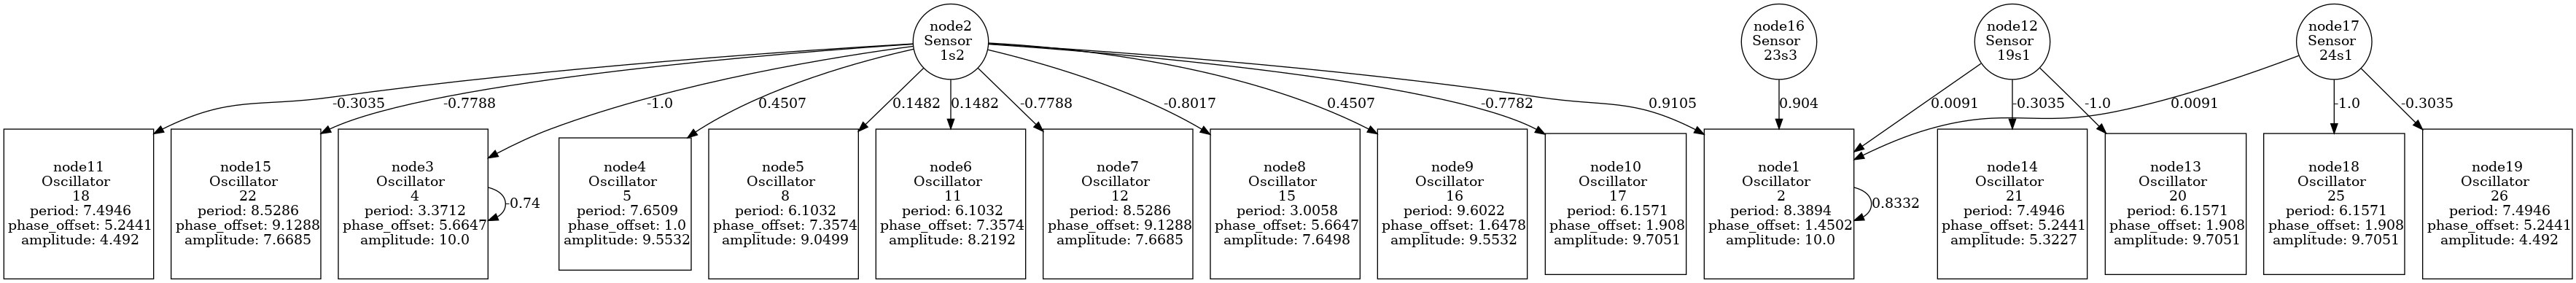 node2
Sensor
1s2
node16
Sensor
23s3
node12
Sensor
19s1
node17
Sensor
24s1
-0.3035
-0.7788
-1.0
0.4507
0.1482
0.1482
-0.7788
-0.8017
0.4507
-0.7782
0.9105
0.904
0.0091
-0.3035
-1.0
0.0091
-1.0
-0.3035
node11
Oscillator
18
period: 7.4946
phase_offset: 5.2441
amplitude: 4.492
node15
Oscillator
22
period: 8.5286
phase_offset: 9.1288
amplitude: 7.6685
node3
Oscillator
4
period: 3.3712
phase_offset: 5.6647
amplitude: 10.0
-0.74
node4
Oscillator
5
period: 7.6509
phase_offset: 1.0
amplitude: 9.5532
node5
Oscillator
8
period: 6.1032
phase_offset: 7.3574
amplitude: 9.0499
node6
Oscillator
11
period: 6.1032
phase_offset: 7.3574
amplitude: 8.2192
node7
Oscillator
12
period: 8.5286
phase_offset: 9.1288
amplitude: 7.6685
node8
Oscillator
15
period: 3.0058
phase_offset: 5.6647
amplitude: 7.6498
node9
Oscillator
16
period: 9.6022
phase_offset: 1.6478
amplitude: 9.5532
node10
Oscillator
17
period: 6.1571
phase_offset: 1.908
amplitude: 9.7051
node1
Oscillator
2
period: 8.3894
phase_offset: 1.4502
amplitude: 10.0
0.8332
node14
Oscillator
21
period: 7.4946
phase_offset: 5.2441
amplitude: 5.3227
node13
Oscillator
20
period: 6.1571
phase_offset: 1.908
amplitude: 9.7051
node18
Oscillator
25
period: 6.1571
phase_offset: 1.908
amplitude: 9.7051
node19
Oscillator
26
period: 7.4946
phase_offset: 5.2441
amplitude: 4.492